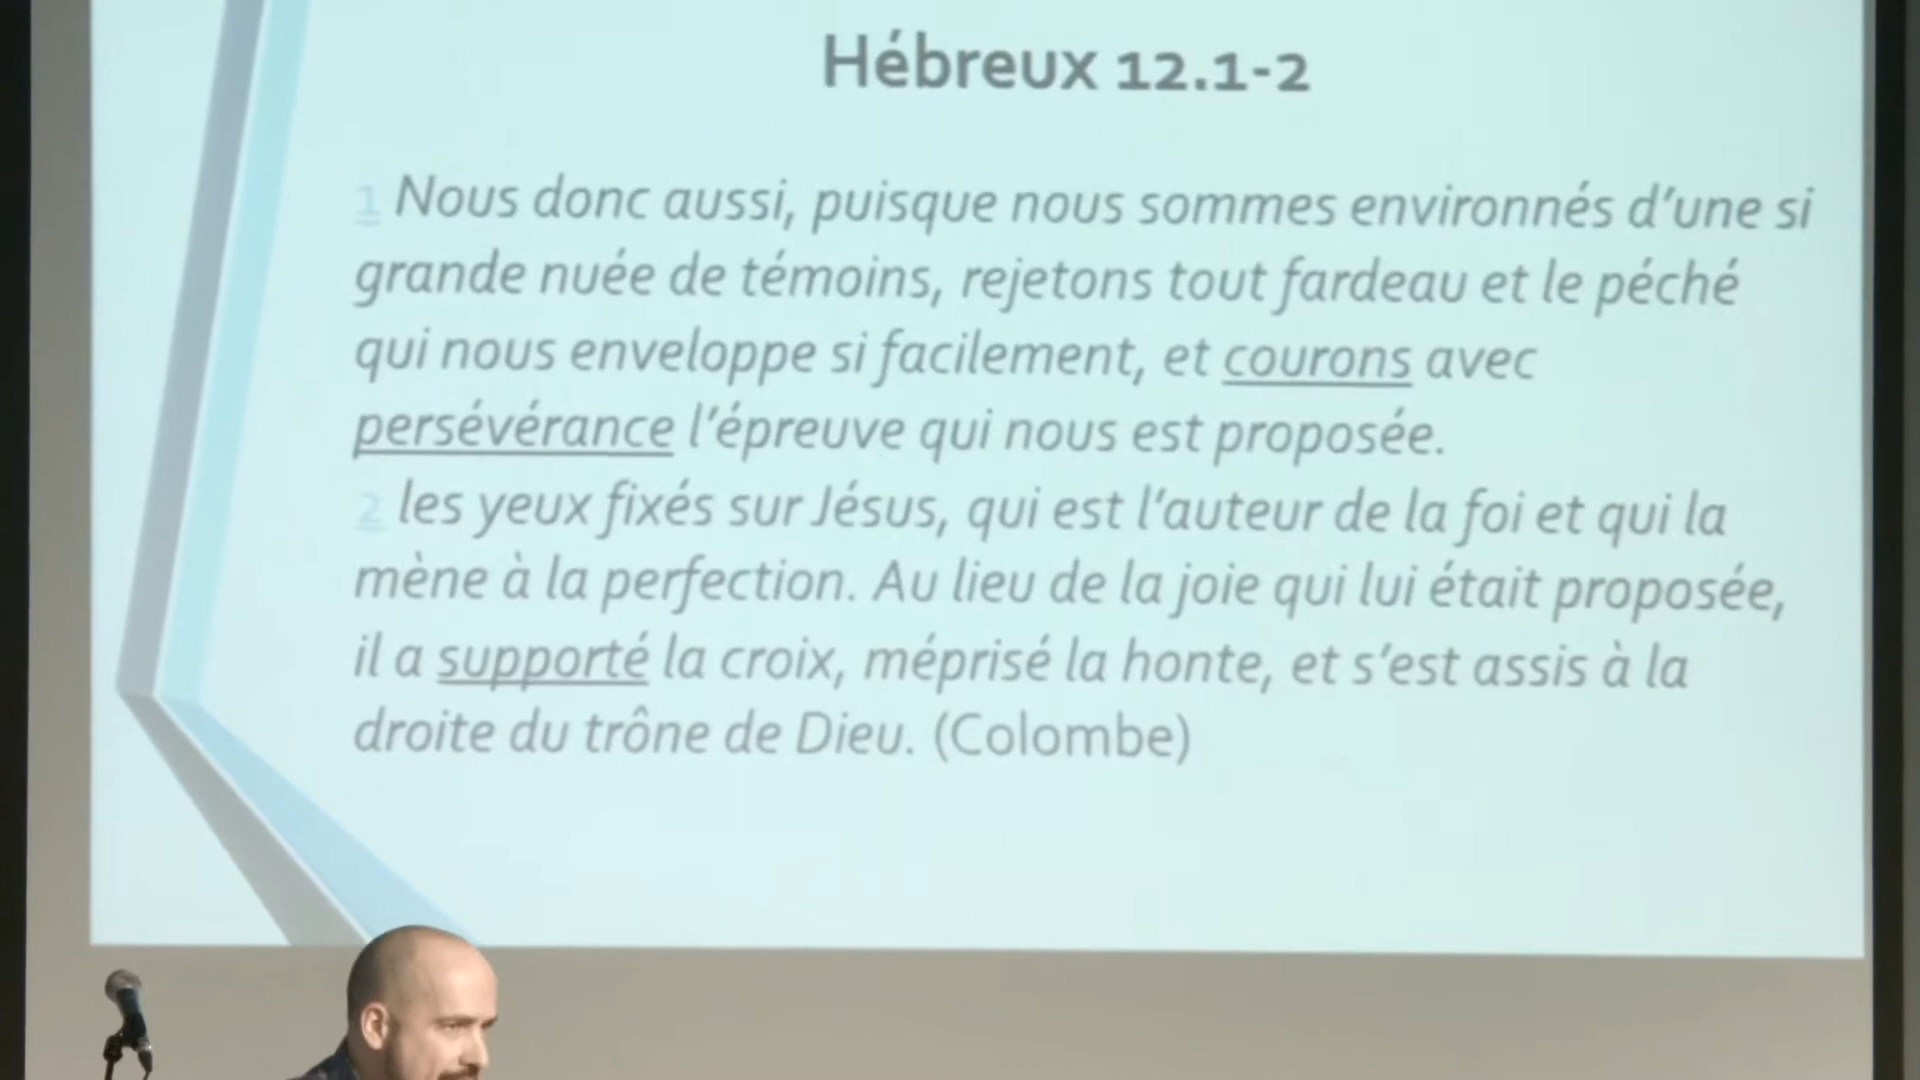 Hébreux 12.1-2
1 Nous donc aussi, puisque nous sommes environnés d’une si
grande nuée de témoins, rejetons tout fardeau et le péché
qui nous enveloppe si facilement, et courons avec
persévérance l’épreuve qui nous est proposée.
2 les yeux fixés sur Jésus, qui est l’auteur de la foi et qui la
mène à la perfection. Au lieu de la joie qui lui était proposée,
il a supporté la croix, méprisé la honte, et s’est assis à la
droite du trône de Dieu. (Colombe)